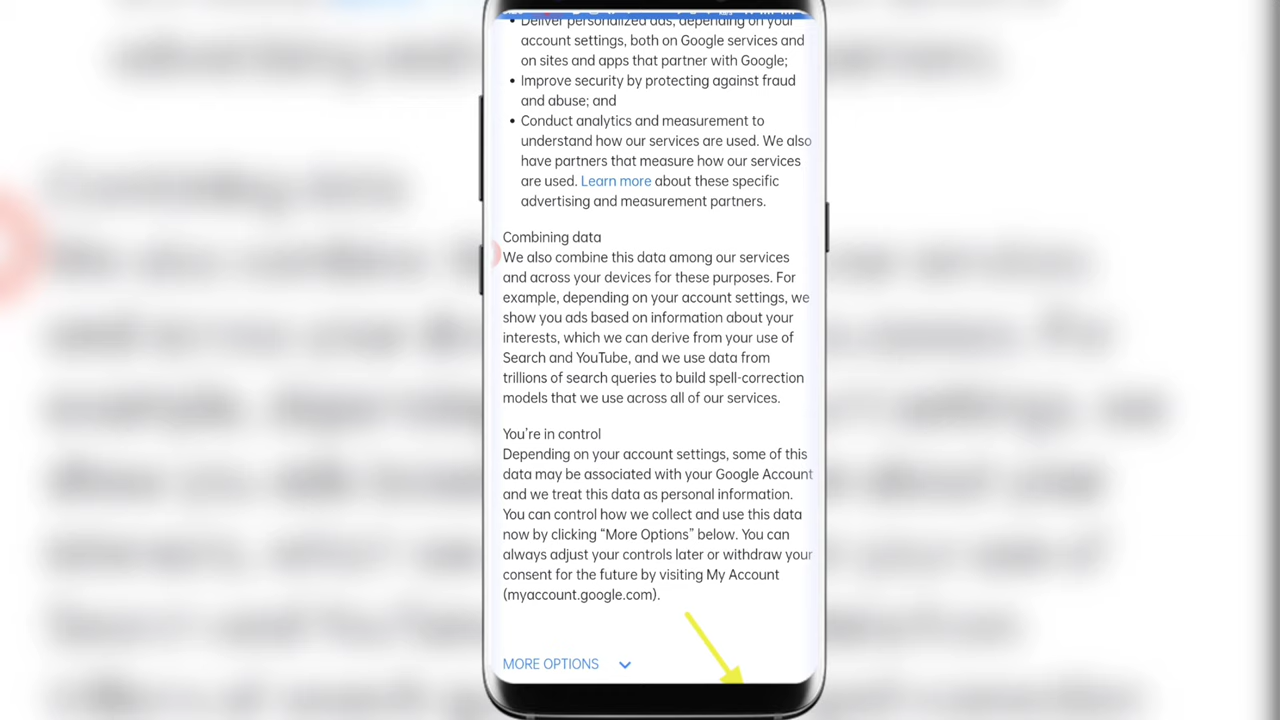 • Deliver personalized ads, depending on your
account settings, both on Google services and
on sites and apps that partner with Google;
• Improve security by protecting against fraud
and abuse; and
• Conduct analytics and measurement to
understand how our services are used. We also
have partners that measure how our services
are used. Learn more about these specific
advertising and measurement partners.
Combining data
We also combine this data among our services
and across your devices for these purposes. For
example, depending on your account settings, we
show you ads based on information about your
interests, which we can derive from your use of
Search and YouTube, and we use data from
trillions of search queries to build spell-correction
models that we use across all of our services.
You’re in control
Depending on your account settings, some of this
data may be associated with your Google Account
and we treat this data as personal information.
You can control how we collect and use this data
now by clicking “More Options” below. You can
always adjust your controls later or withdraw your
consent for the future by visiting My Account
(myaccount.google.com).
MORE OPTIONS